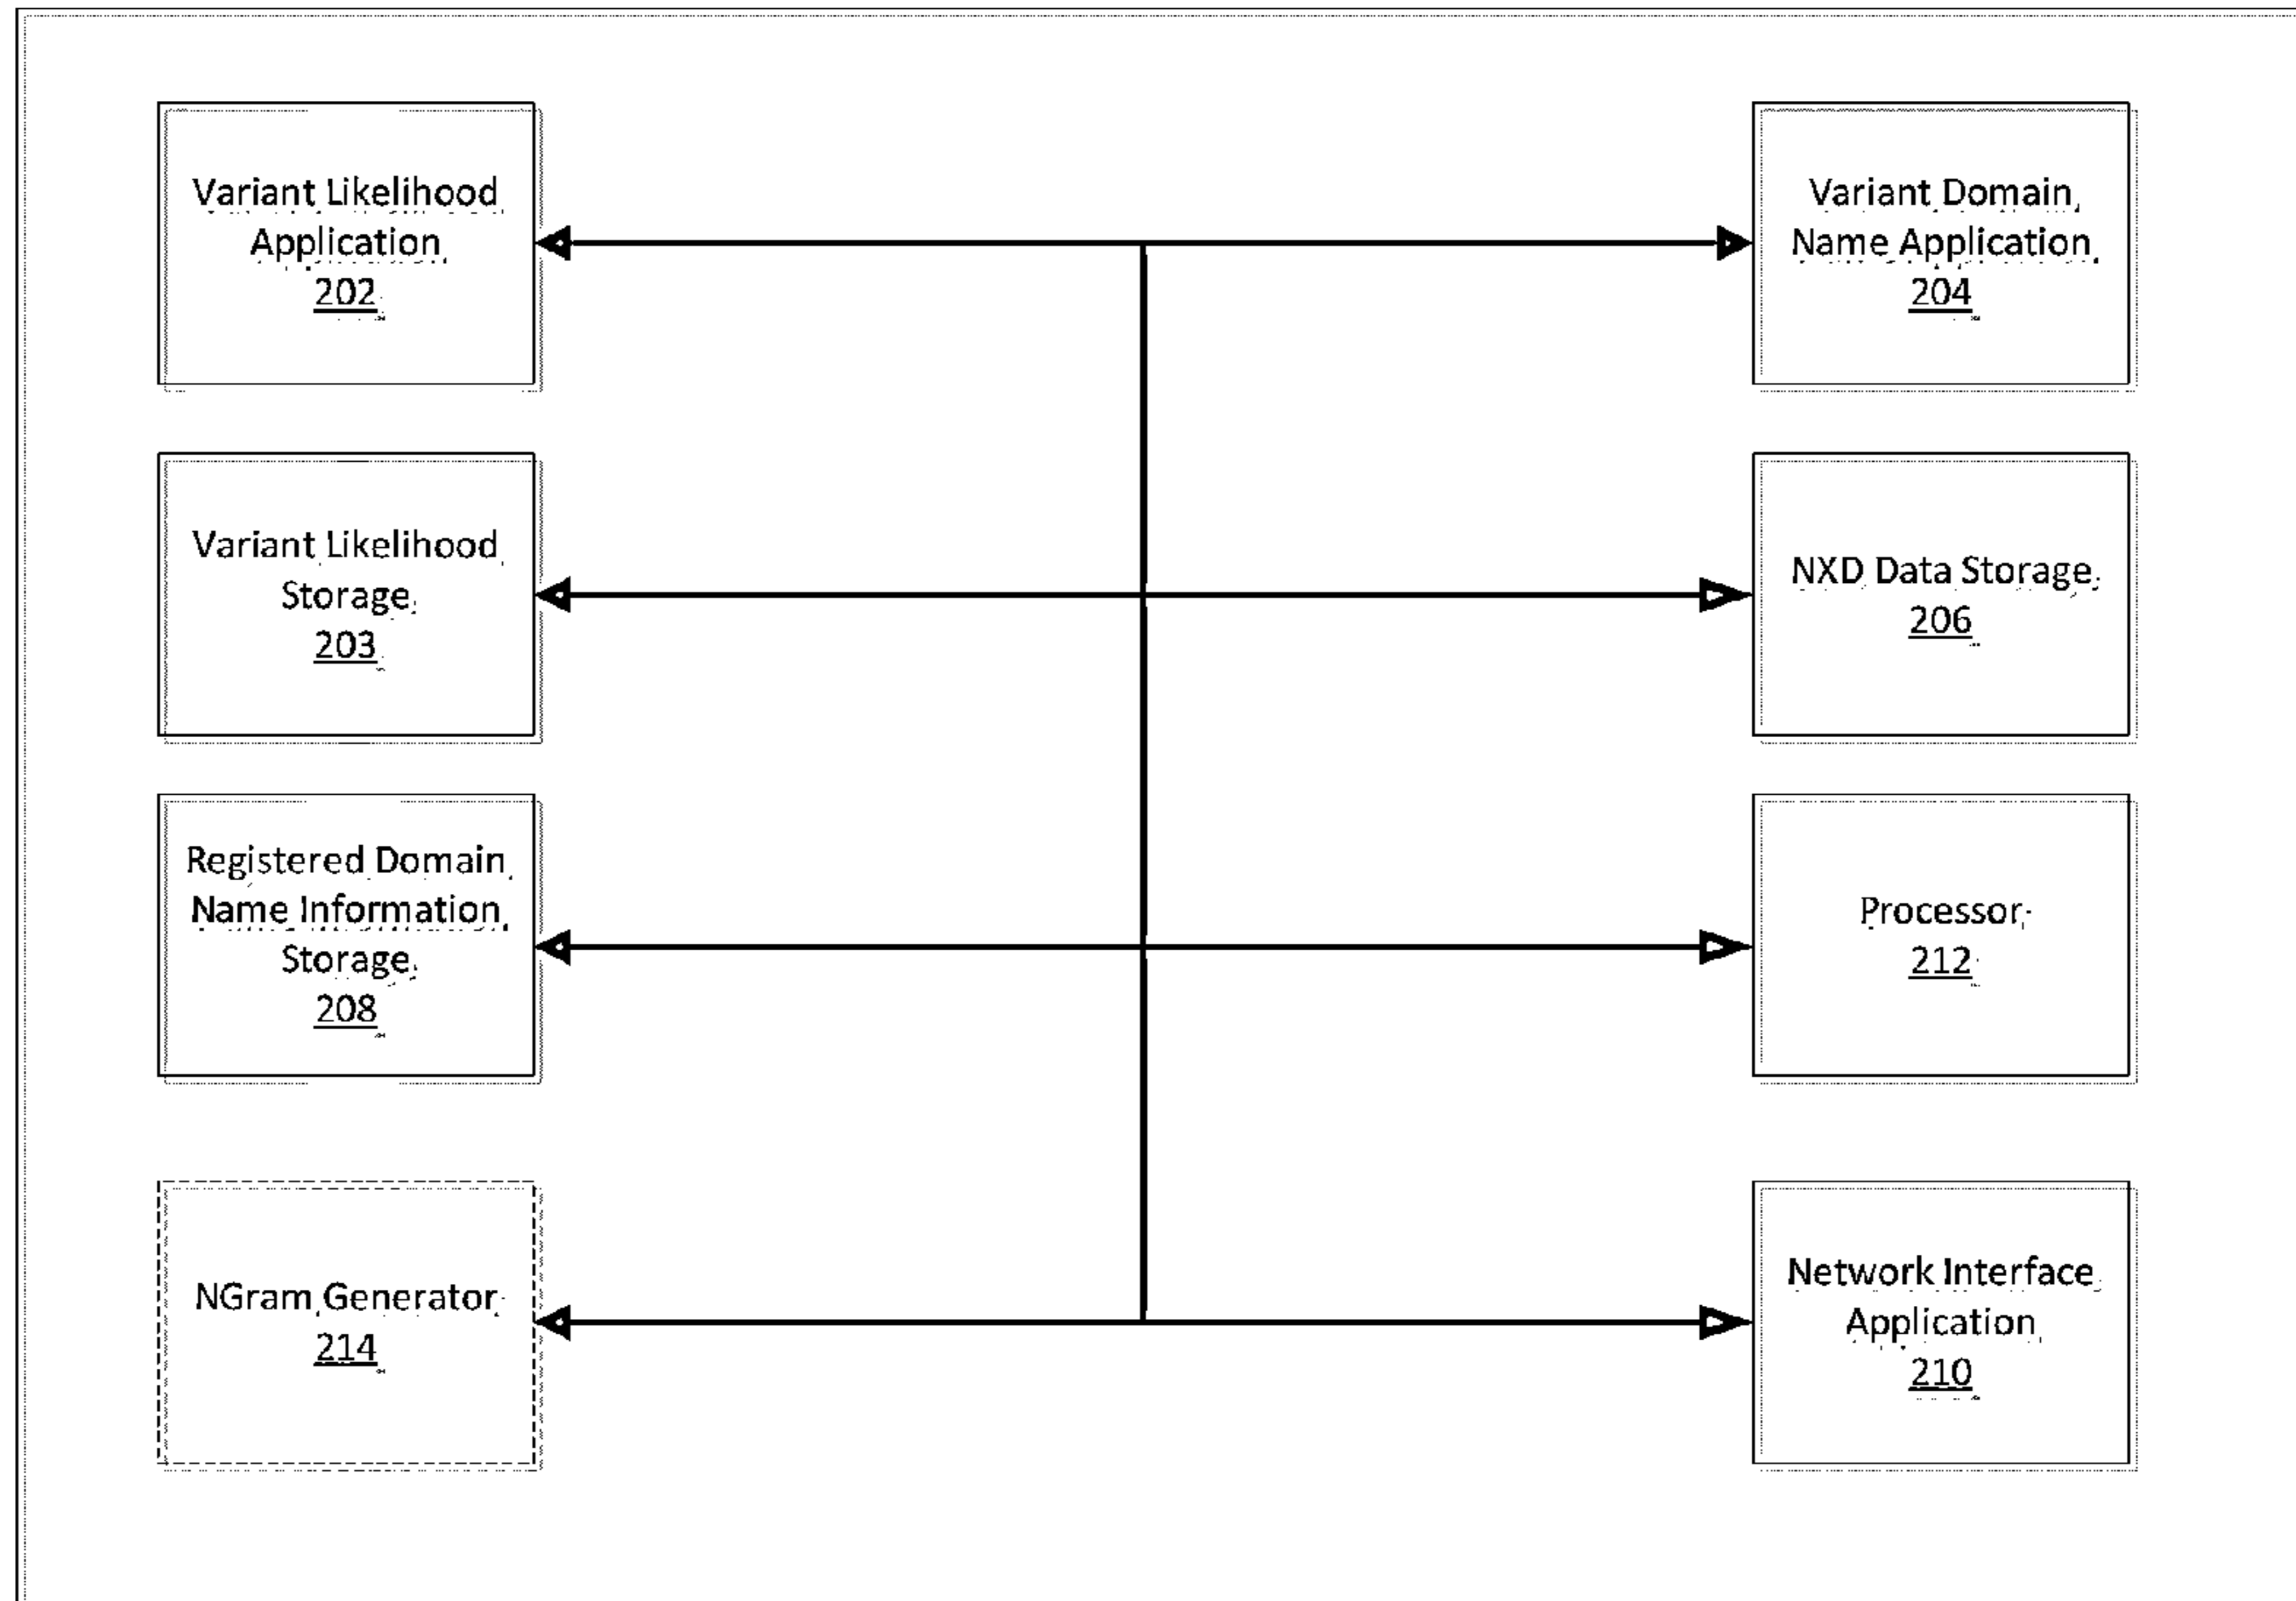 Variant Likelihood
Application
202
Variant Domain
Name Application
204
Variant Likelihood
Storage
203
NXD Data Storage
206
Registered Domain
Name Information
Storage
208
Processor
212
NGram Generator
214
Network Interface
Application
210